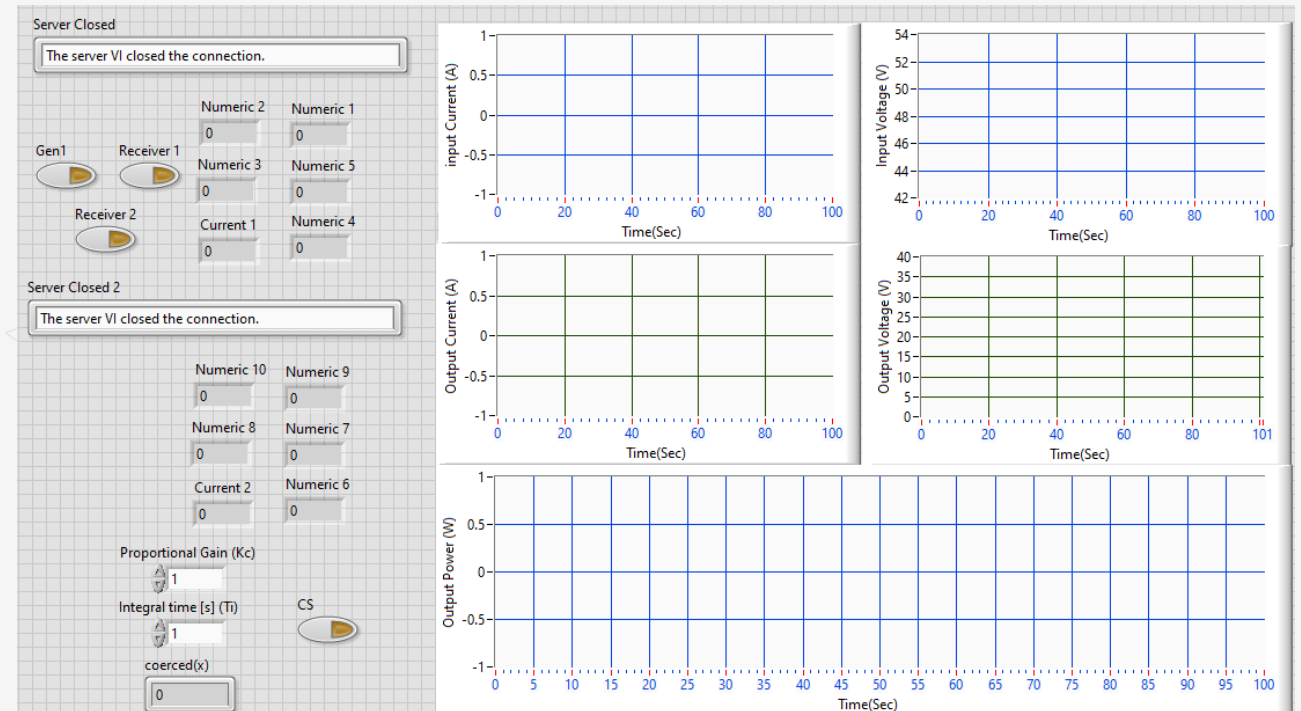 Server Closed
The server VI closed the connection.
Numeric 2 Numeric 1
0 0
Gen1 Receiver 1 Numeric 3 Numeric 5
0 0
Receiver 2 Current 1 Numeric 4
0 0
Server Closed 2
The server VI closed the connection.
Numeric 10 Numeric 9
0 0
Numeric 8 Numeric 7
0 0
Current 2 Numeric 6
0 0
Proportional Gain (Kc)
1
Integral time [s] (Ti) CS
1
coerced(x)
0
input Current (A)
1
0.5
0
-0.5
-1
0 20 40 60 80 100
Time(Sec)
Input Voltage (V)
54
52
50
48
46
44
42
0 20 40 60 80 100
Time(Sec)
Output Current (A)
1
0.5
0
-0.5
-1
0 20 40 60 80 100
Time(Sec)
Output Voltage (V)
40
35
30
25
20
15
10
5
0
0 20 40 60 80 101
Time(Sec)
Output Power (W)
1
0.5
0
-0.5
-1
0 5 10 15 20 25 30 35 40 45 50 55 60 65 70 75 80 85 90 95 100
Time(Sec)